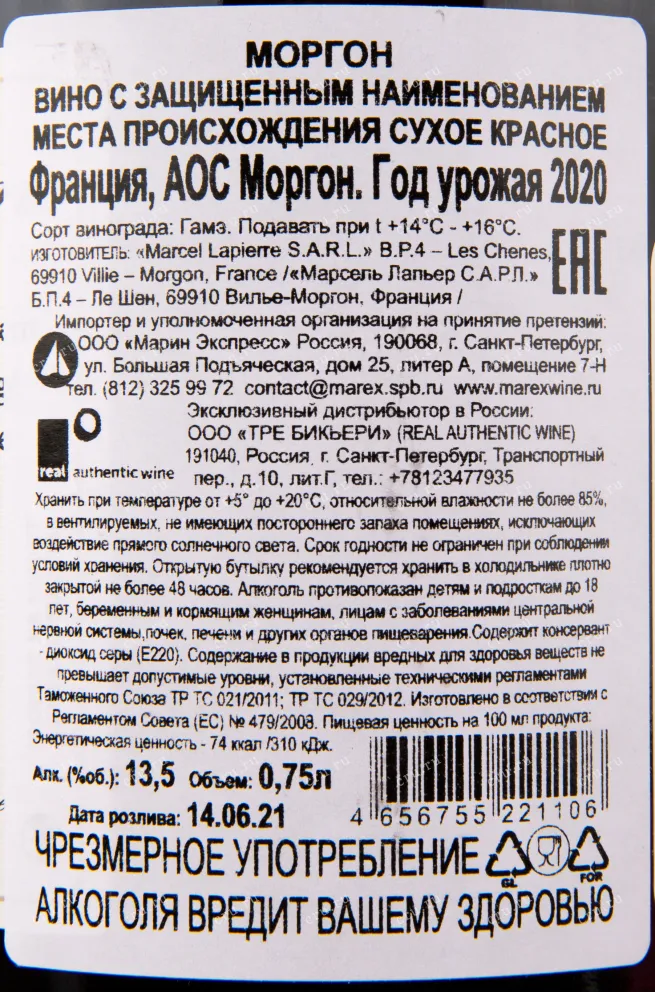 МОРГОН
ВИНО С ЗАЩИЩЕННЫМ НАИМЕНОВАНИЕМ
МЕСТА ПРОИСХОЖДЕНИЯ СУХОЕ КРАСНОЕ
Франция, АОС Моргон. Год урожая 2020
Сорт винограда: Гамэ. Подавать при t +14°C - +16°C.
ИЗГОТОВИТЕЛЬ: «Marcel Lapierre S.A.R.L.» B.P.4 – Les Chenes,
69910 Villie – Morgon, France /«Марсель Лапьер С.А.Р.Л.»
Б.П.4 – Ле Шен, 69910 Вилье-Моргон, Франция /
EAC
Импортер и уполномоченная организация на принятие претензий:
ООО «Марин Экспресс» Россия, 190068, г. Санкт-Петербург,
ул. Большая Подъяческая, дом 25, литер А, помещение 7-Н
тел. (812) 325 99 72 contact@marex.spb.ru www.marexwine.ru
Эксклюзивный дистрибьютор в России:
ООО «ТРЕ БИКЬЕРИ» (REAL AUTHENTIC WINE)
191040, Россия, г. Санкт-Петербург, Транспортный
пер., д.10, лит.Г, тел.: +78123477935
real authentic wine
Хранить при температуре от +5° до +20°C, относительной влажности не более 85%,
в вентилируемых, не имеющих постороннего запаха помещениях, исключающих
воздействие прямого солнечного света. Срок годности не ограничен при соблюдении
условий хранения. Открытую бутылку рекомендуется хранить в холодильнике плотно
закрытой не более 48 часов. Алкоголь противопоказан детям и подросткам до 18
лет, беременным и кормящим женщинам, лицам с заболеваниями центральной
нервной системы,почек, печени и других органов пищеварения.Содержит консервант
- диоксид серы (E220). Содержание в продукции вредных для здоровья веществ не
превышает допустимые уровни, установленные техническими регламентами
Таможенного Союза ТР ТС 021/2011; ТР ТС 029/2012. Изготовлено в соответствии с
Регламентом Совета (ЕС) № 479/2008. Пищевая ценность на 100 мл продукта:
Энергетическая ценность - 74 ккал /310 кДж.
Алк. (%об.): 13,5 Объем: 0,75л
Дата розлива: 14.06.21
4 656755 221106
ЧРЕЗМЕРНОЕ УПОТРЕБЛЕНИЕ
GL
FOR
АЛКОГОЛЯ ВРЕДИТ ВАШЕМУ ЗДОРОВЬЮ